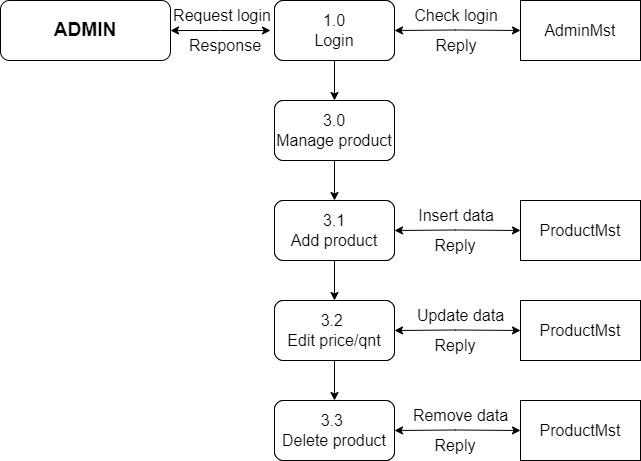 ADMIN
Request login
Response
1.0
Login
Check login
Reply
AdminMst
3.0
Manage product
3.1
Add product
Insert data
Reply
ProductMst
3.2
Edit price/qnt
Update data
Reply
ProductMst
3.3
Delete product
Remove data
Reply
ProductMst